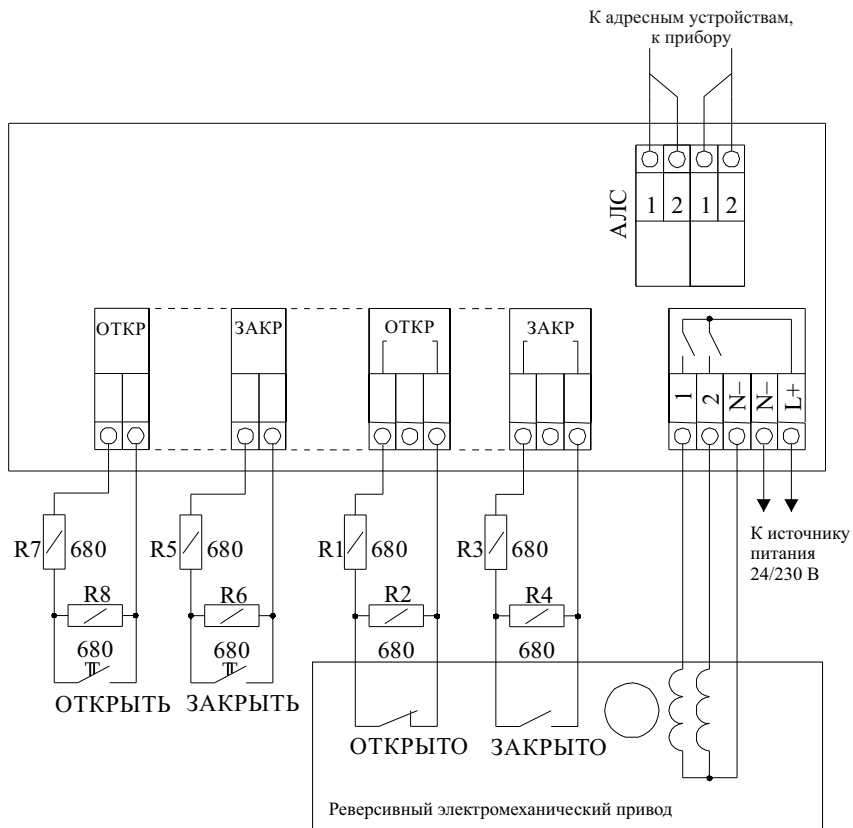 К адресным устройствам,
к прибору
АЛС
1 2 1 2
ОТКР ЗАКР ОТКР ЗАКР
1 2 N– N– L+
R7 680 R5 680 R1 680 R3 680
К источнику
питания
24/230 В
R8 R6 R2 R4
680 680 680 680
ОТКРЫТЬ ЗАКРЫТЬ
ОТКРЫТО ЗАКРЫТО
Реверсивный электромеханический привод